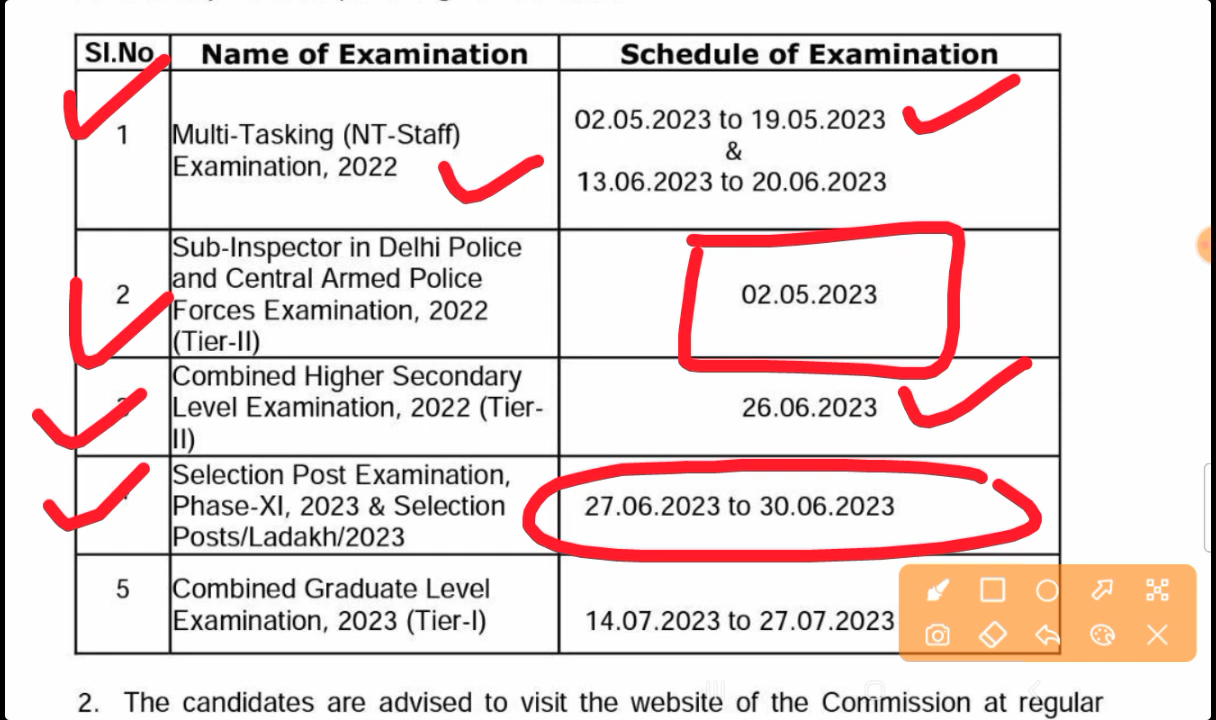 Sl.No
Name of Examination
Schedule of Examination
1
Multi-Tasking (NT-Staff)
Examination, 2022
02.05.2023 to 19.05.2023
&
13.06.2023 to 20.06.2023
2
Sub-Inspector in Delhi Police
and Central Armed Police
Forces Examination, 2022
(Tier-II)
02.05.2023
3
Combined Higher Secondary
Level Examination, 2022 (Tier-
II)
26.06.2023
Selection Post Examination,
Phase-XI, 2023 & Selection
Posts/Ladakh/2023
27.06.2023 to 30.06.2023
5
Combined Graduate Level
Examination, 2023 (Tier-I)
14.07.2023 to 27.07.2023
2. The candidates are advised to visit the website of the Commission at regular